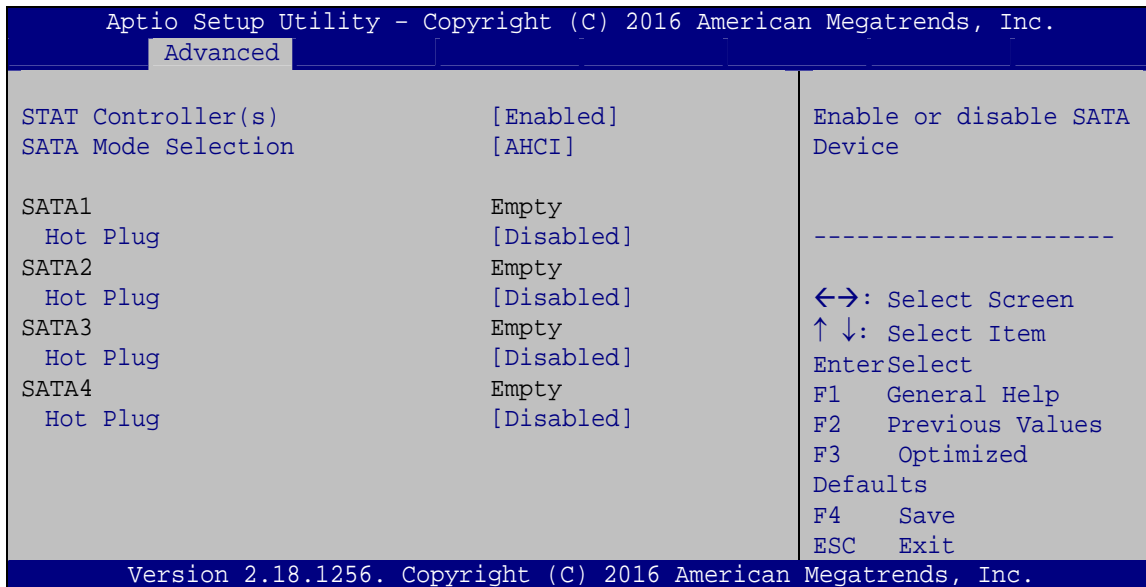 Aptio Setup Utility – Copyright (C) 2016 American Megatrends, Inc.
Advanced
STAT Controller(s) [Enabled]
SATA Mode Selection [AHCI]
SATA1 Empty
Hot Plug [Disabled]
SATA2 Empty
Hot Plug [Disabled]
SATA3 Empty
Hot Plug [Disabled]
SATA4 Empty
Hot Plug [Disabled]
Enable or disable SATA
Device
---------------------
←→: Select Screen
↑ ↓: Select Item
EnterSelect
F1 General Help
F2 Previous Values
F3 Optimized
Defaults
F4 Save
ESC Exit
Version 2.18.1256. Copyright (C) 2016 American Megatrends, Inc.